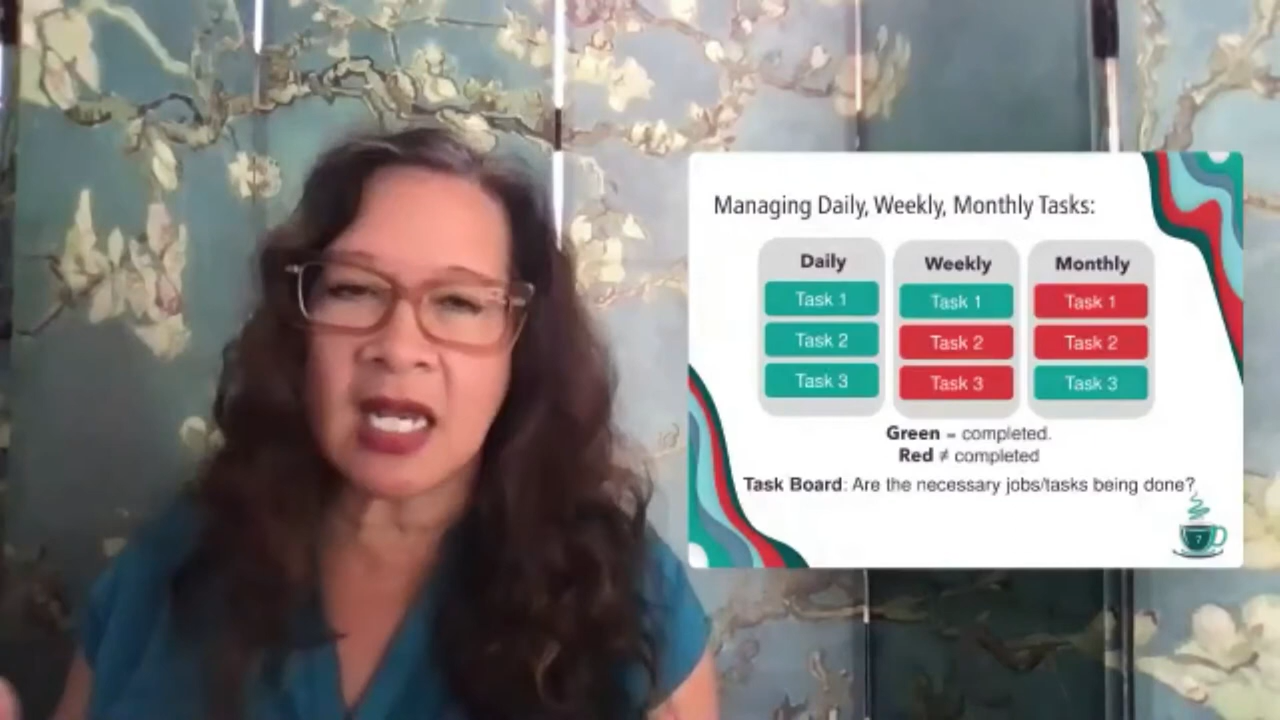 Managing Daily, Weekly, Monthly Tasks:
Daily Weekly Monthly
Task 1 Task 1 Task 1
Task 2 Task 2 Task 2
Task 3 Task 3 Task 3
Green = completed.
Red ≠ completed
Task Board: Are the necessary jobs/tasks being done?
7